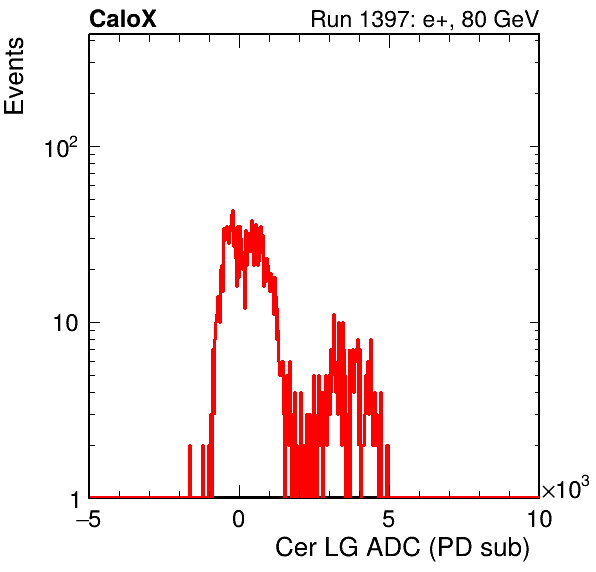 CaloX Run 1397: e+, 80 GeV
Events
10²
10
1
−5 0 5 10
×10³
Cer LG ADC (PD sub)